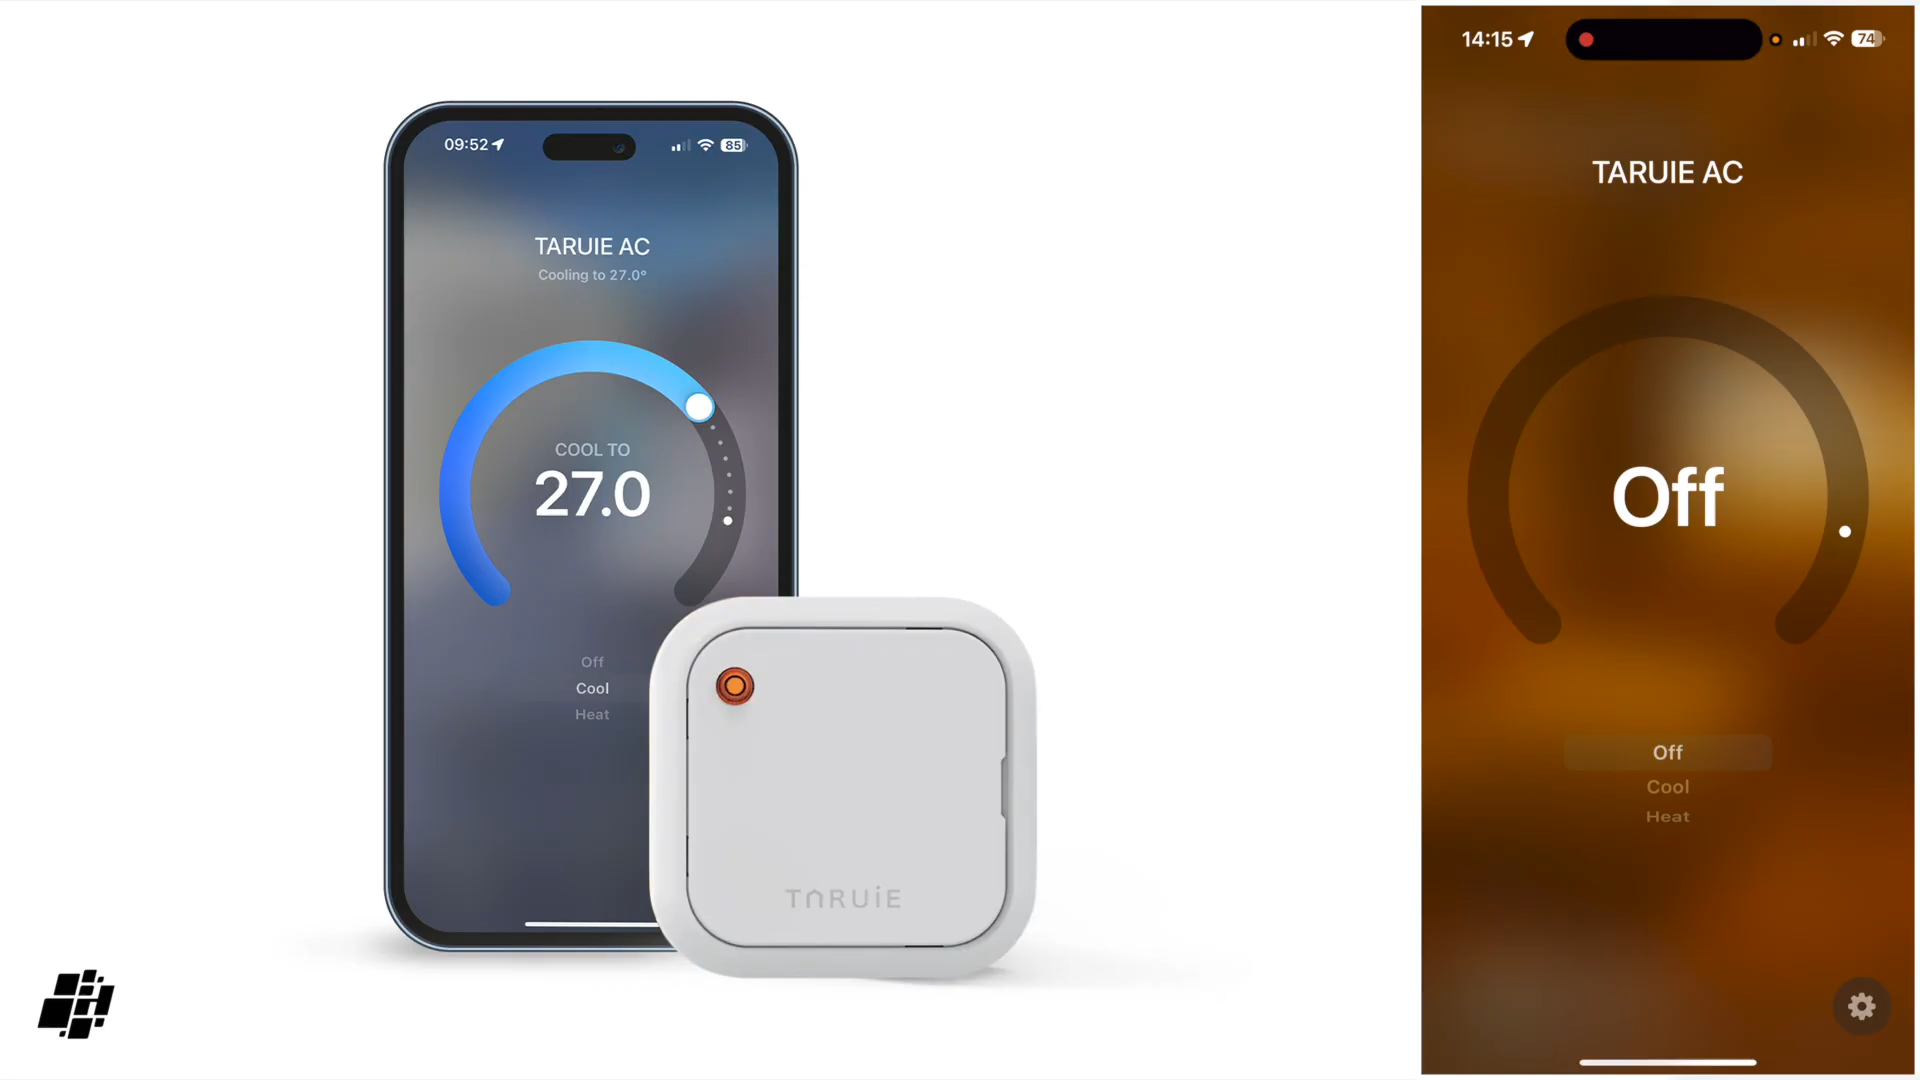 09:52
85
TARUIE AC
Cooling to 27.0°
COOL TO
27.0
Off
Cool
Heat
TARUiE
14:15
74
TARUIE AC
Off
Off
Cool
Heat